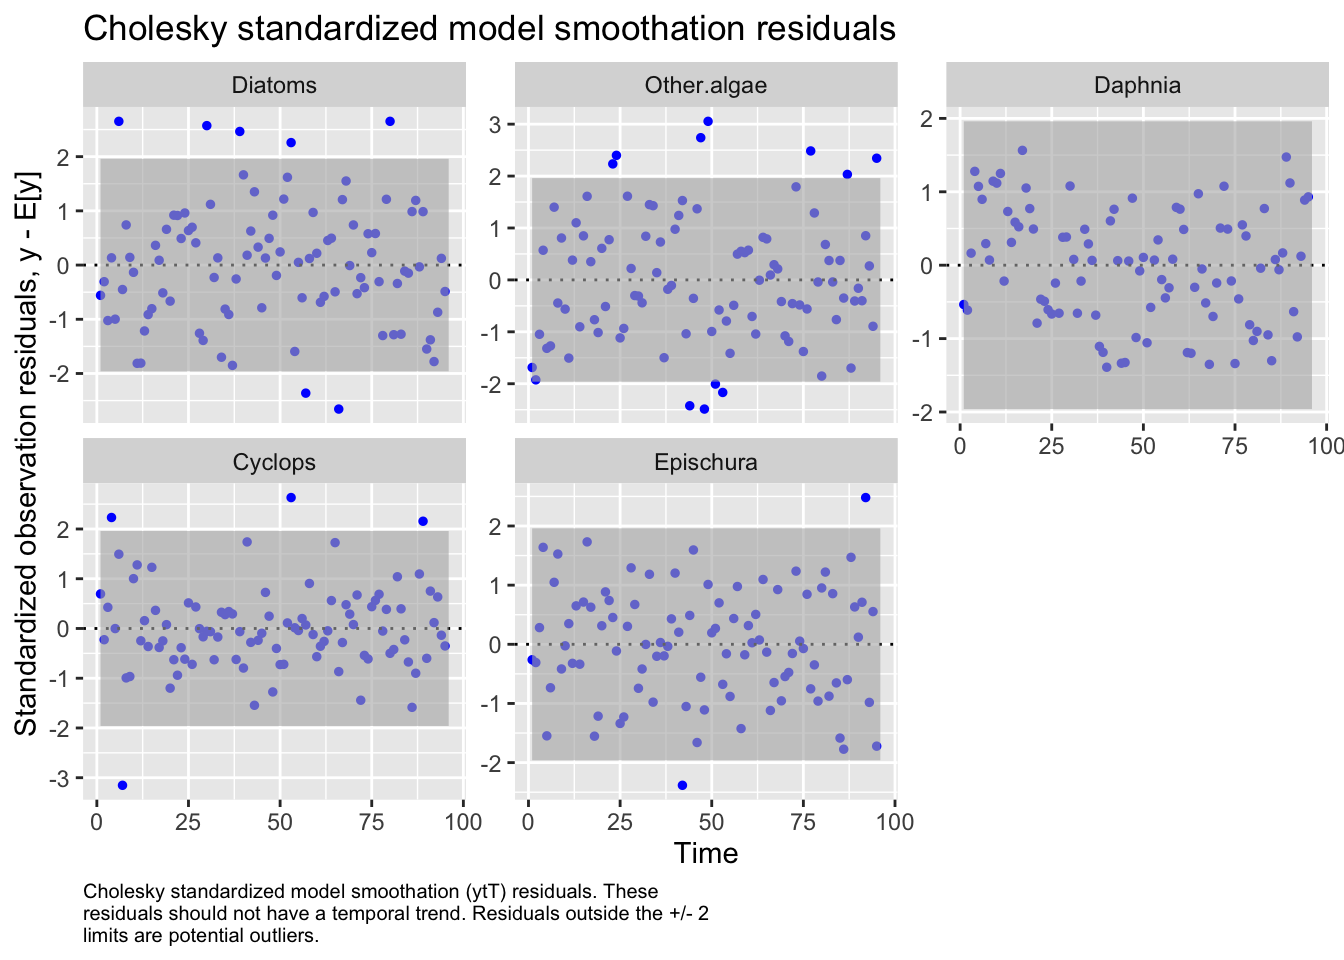 Cholesky standardized model smoothation residuals
Diatoms
Other.algae
Daphnia
Standardized observation residuals, y - E[y]
2
1
0
-1
-2
3
2
1
0
-1
-2
2
1
0
-1
-2
0 25 50 75 100
Cyclops
Epischura
2
1
0
-1
-2
-3
2
1
0
-1
-2
0 25 50 75 100
0 25 50 75 100
Time
Cholesky standardized model smoothation (ytT) residuals. These
residuals should not have a temporal trend. Residuals outside the +/- 2
limits are potential outliers.